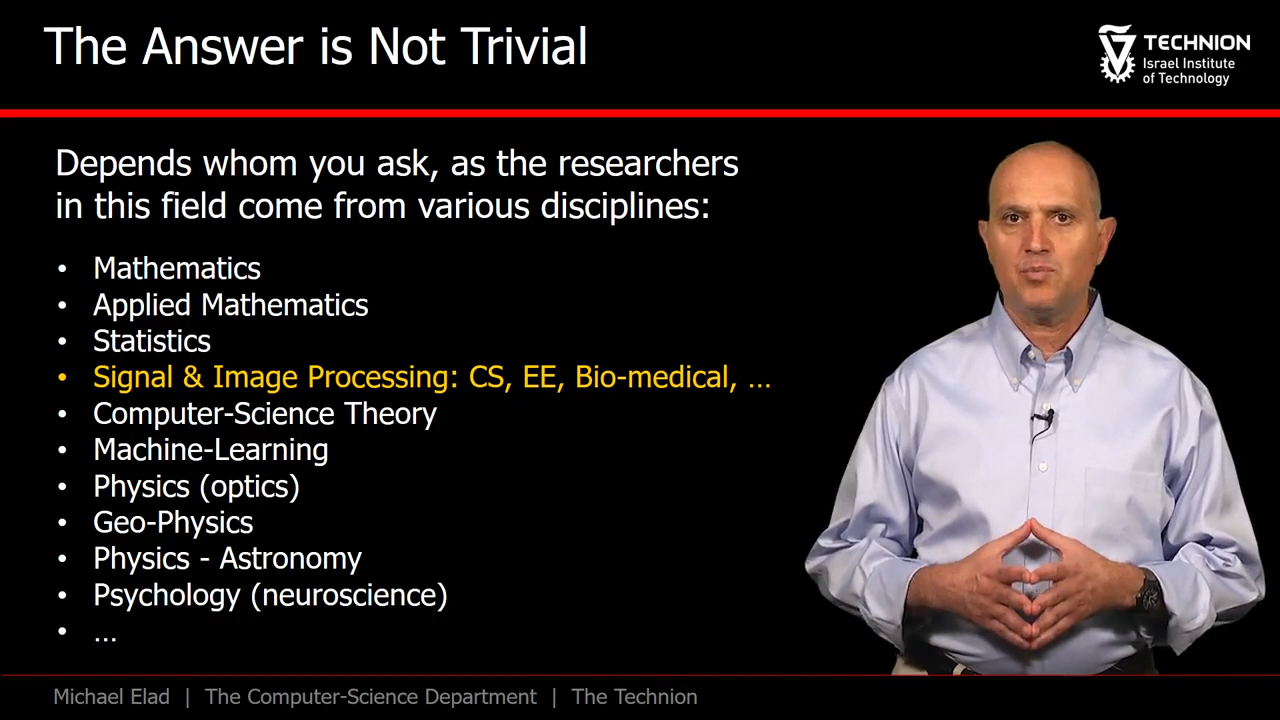 The Answer is Not Trivial
TECHNION
Israel Institute
of Technology
Depends whom you ask, as the researchers
in this field come from various disciplines:
• Mathematics
• Applied Mathematics
• Statistics
• Signal & Image Processing: CS, EE, Bio-medical, …
• Computer-Science Theory
• Machine-Learning
• Physics (optics)
• Geo-Physics
• Physics - Astronomy
• Psychology (neuroscience)
• …
Michael Elad | The Computer-Science Department | The Technion